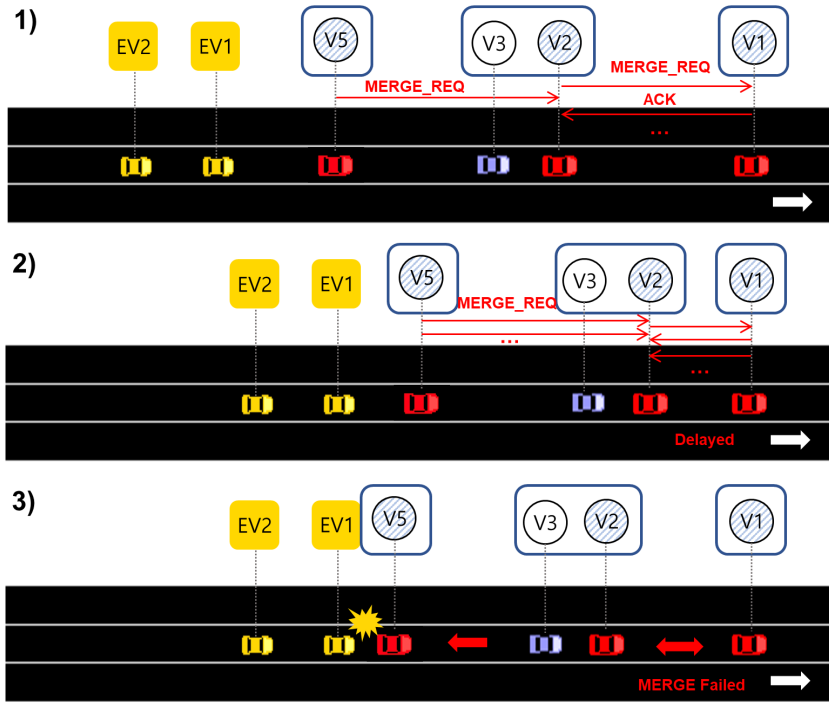 1)
EV2 EV1 V5 V3 V2 V1
MERGE_REQ
MERGE_REQ
ACK
...
2)
EV2 EV1 V5 V3 V2 V1
MERGE_REQ
...
...
Delayed
3)
EV2 EV1 V5 V3 V2 V1
MERGE Failed